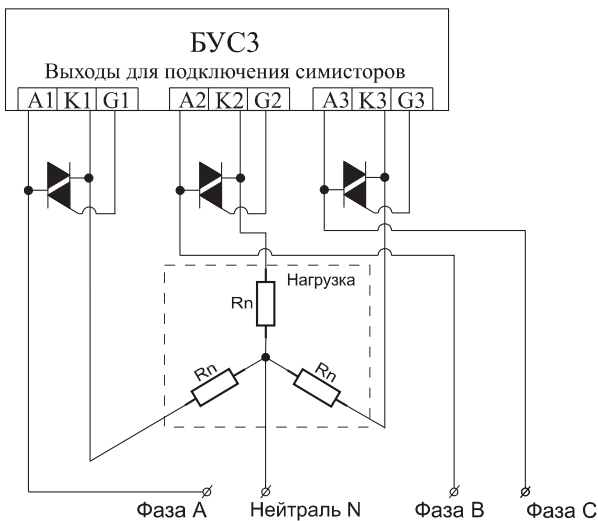 БУС3
Выходы для подключения симисторов
A1 K1 G1 A2 K2 G2 A3 K3 G3
Нагрузка
Rn
Rn Rn
Фаза А Нейтраль N Фаза В Фаза С